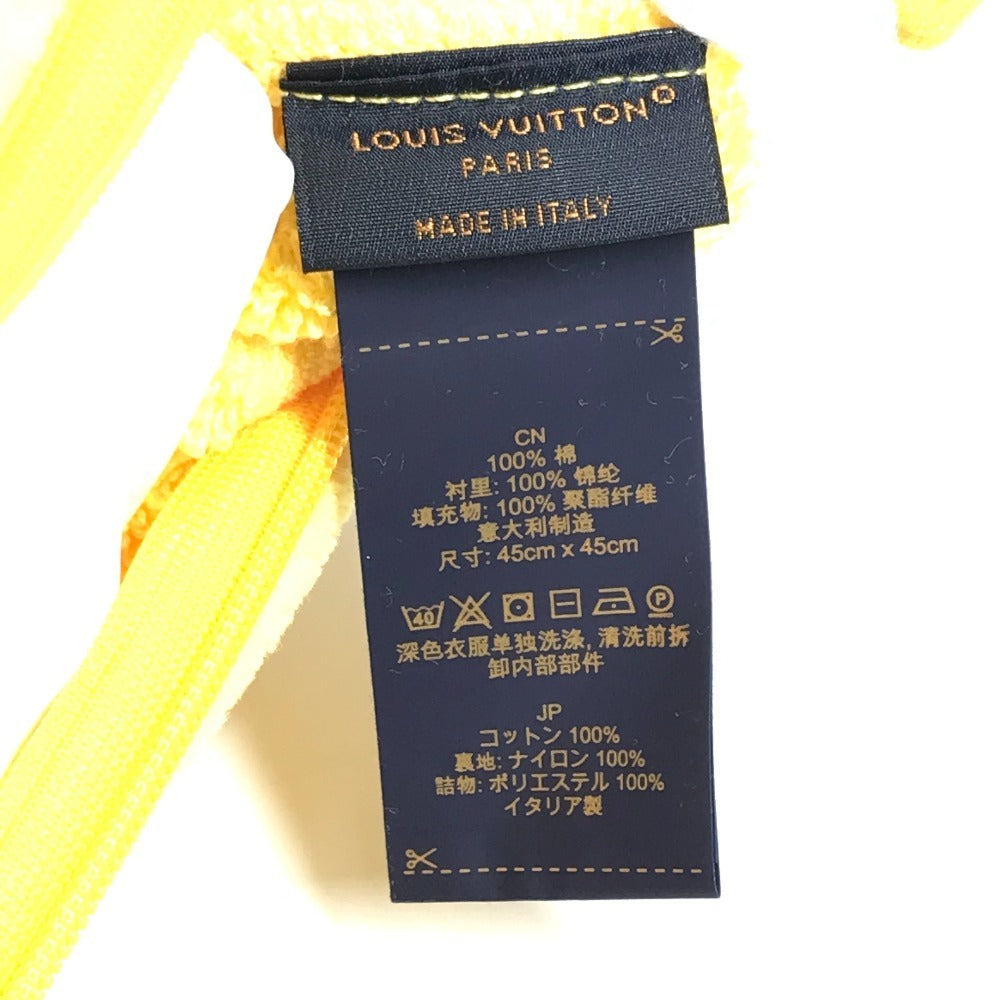 LOUIS VUITTON®
PARIS
MADE IN ITALY
CN
100% 棉
衬里: 100% 锦纶
填充物: 100% 聚酯纤维
意大利制造
尺寸: 45cm x 45cm
40 P
深色衣服单独洗涤, 清洗前拆
卸内部部件
JP
コットン 100%
裏地: ナイロン 100%
詰物: ポリエステル 100%
イタリア製